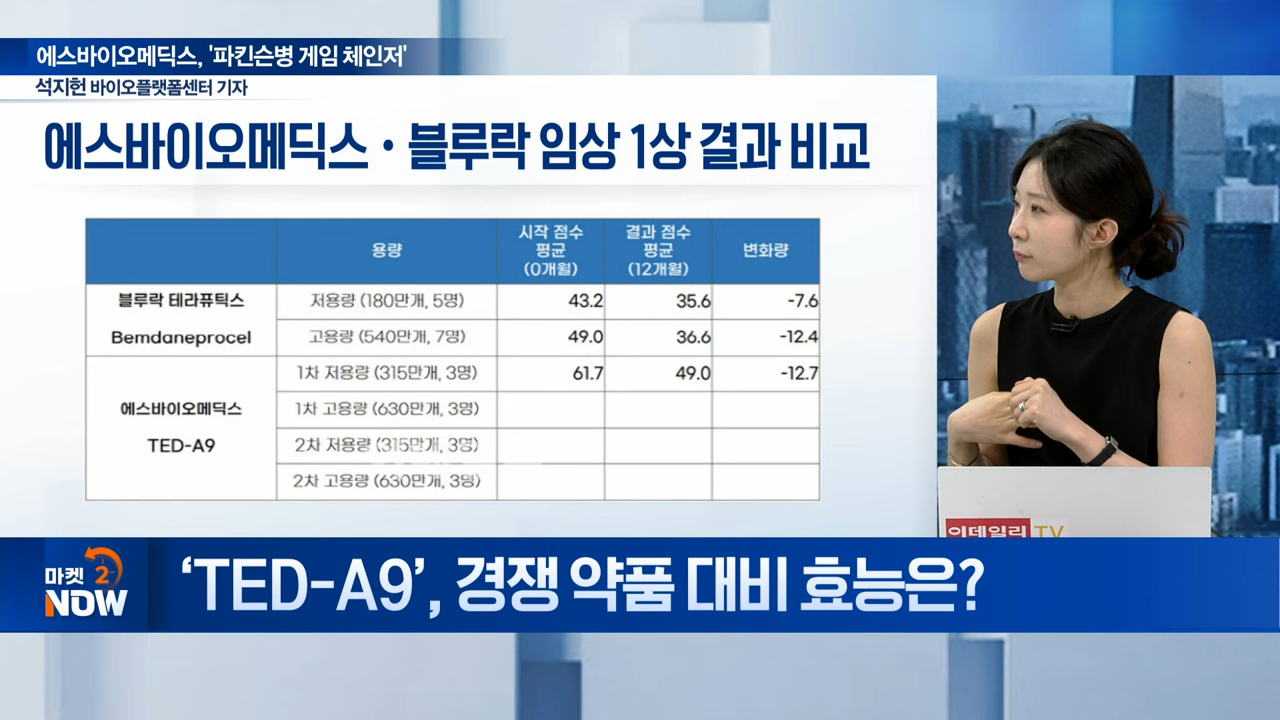 에스바이오메딕스, '파킨슨병 게임 체인저'
석지헌 바이오플랫폼센터 기자
에스바이오메딕스·블루락 임상 1상 결과 비교
용량
시작 점수
평균
(0개월)
결과 점수
평균
(12개월)
변화량
블루락 테라퓨틱스
Bemdaneprocel
저용량 (180만개, 5명) 43.2 35.6 -7.6
고용량 (540만개, 7명) 49.0 36.6 -12.4
에스바이오메딕스
TED-A9
1차 저용량 (315만개, 3명) 61.7 49.0 -12.7
1차 고용량 (630만개, 3명)
2차 저용량 (315만개, 3명)
2차 고용량 (630만개, 3명)
이데일리 TV
마켓 2
NOW
‘TED-A9’, 경쟁 약품 대비 효능은?